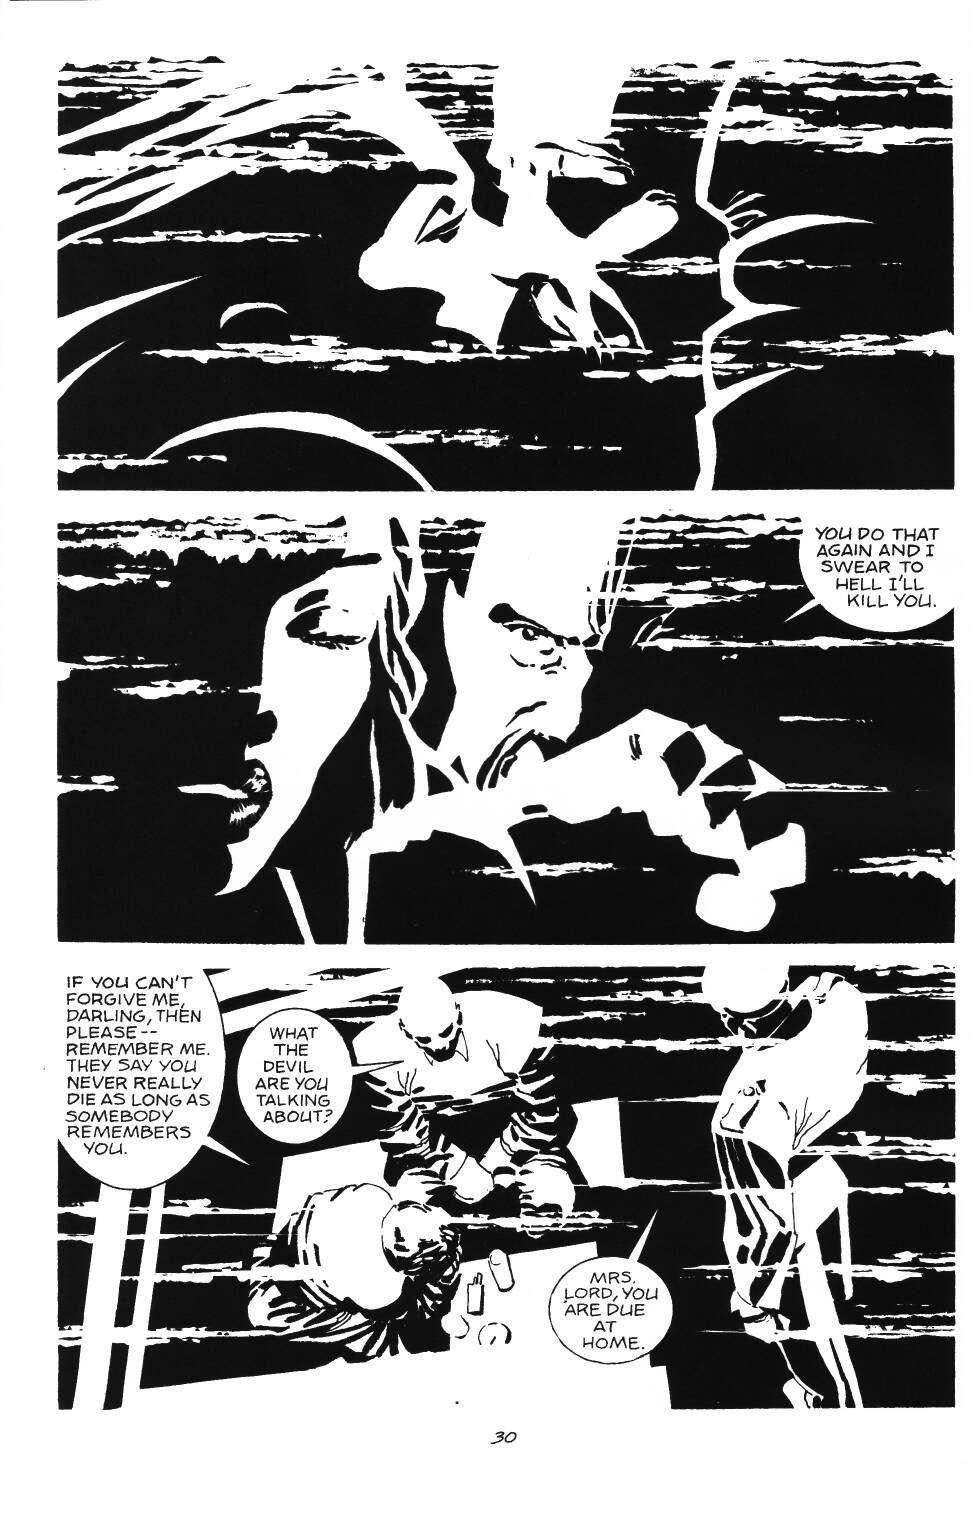 YOU DO THAT
AGAIN AND I
SWEAR TO
HELL I'LL
KILL YOU.
IF YOU CAN'T
FORGIVE ME,
DARLING, THEN
PLEASE--
REMEMBER ME.
THEY SAY YOU
NEVER REALLY
DIE AS LONG AS
SOMEBODY
REMEMBERS
YOU.
WHAT
THE
DEVIL
ARE YOU
TALKING
ABOUT?
MRS.
LORD, YOU
ARE DUE
AT
HOME.
30